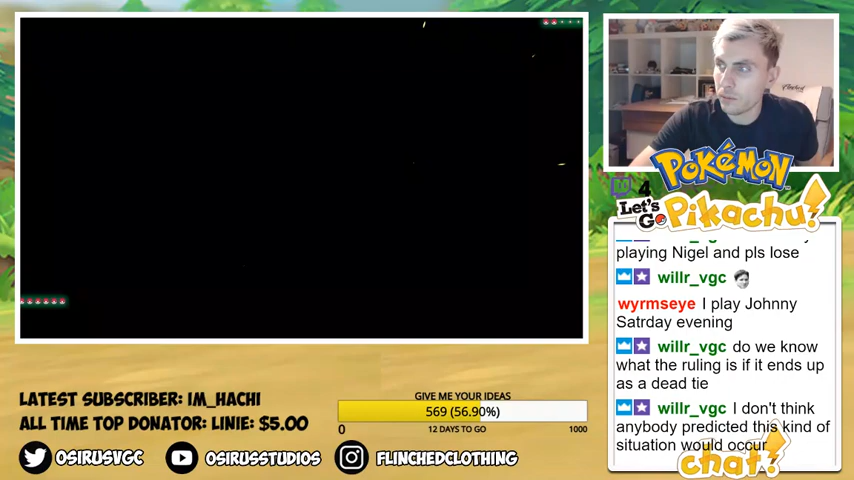 POKÉMON
4
Let's Go Pikachu!
playing Nigel and pls lose
willr_vgc
wyrmseye I play Johnny
Satrday evening
willr_vgc do we know
what the ruling is if it ends up
as a dead tie
willr_vgc I don't think
anybody predicted this kind of
situation would occur
chat!
LATEST SUBSCRIBER: IM_HACHI
ALL TIME TOP DONATOR: LINIE: $5.00
GIVE ME YOUR IDEAS
569 (56.90%)
0 12 DAYS TO GO 1000
OSIRUSVGC OSIRUSSTUDIOS FLINCHEDCLOTHING